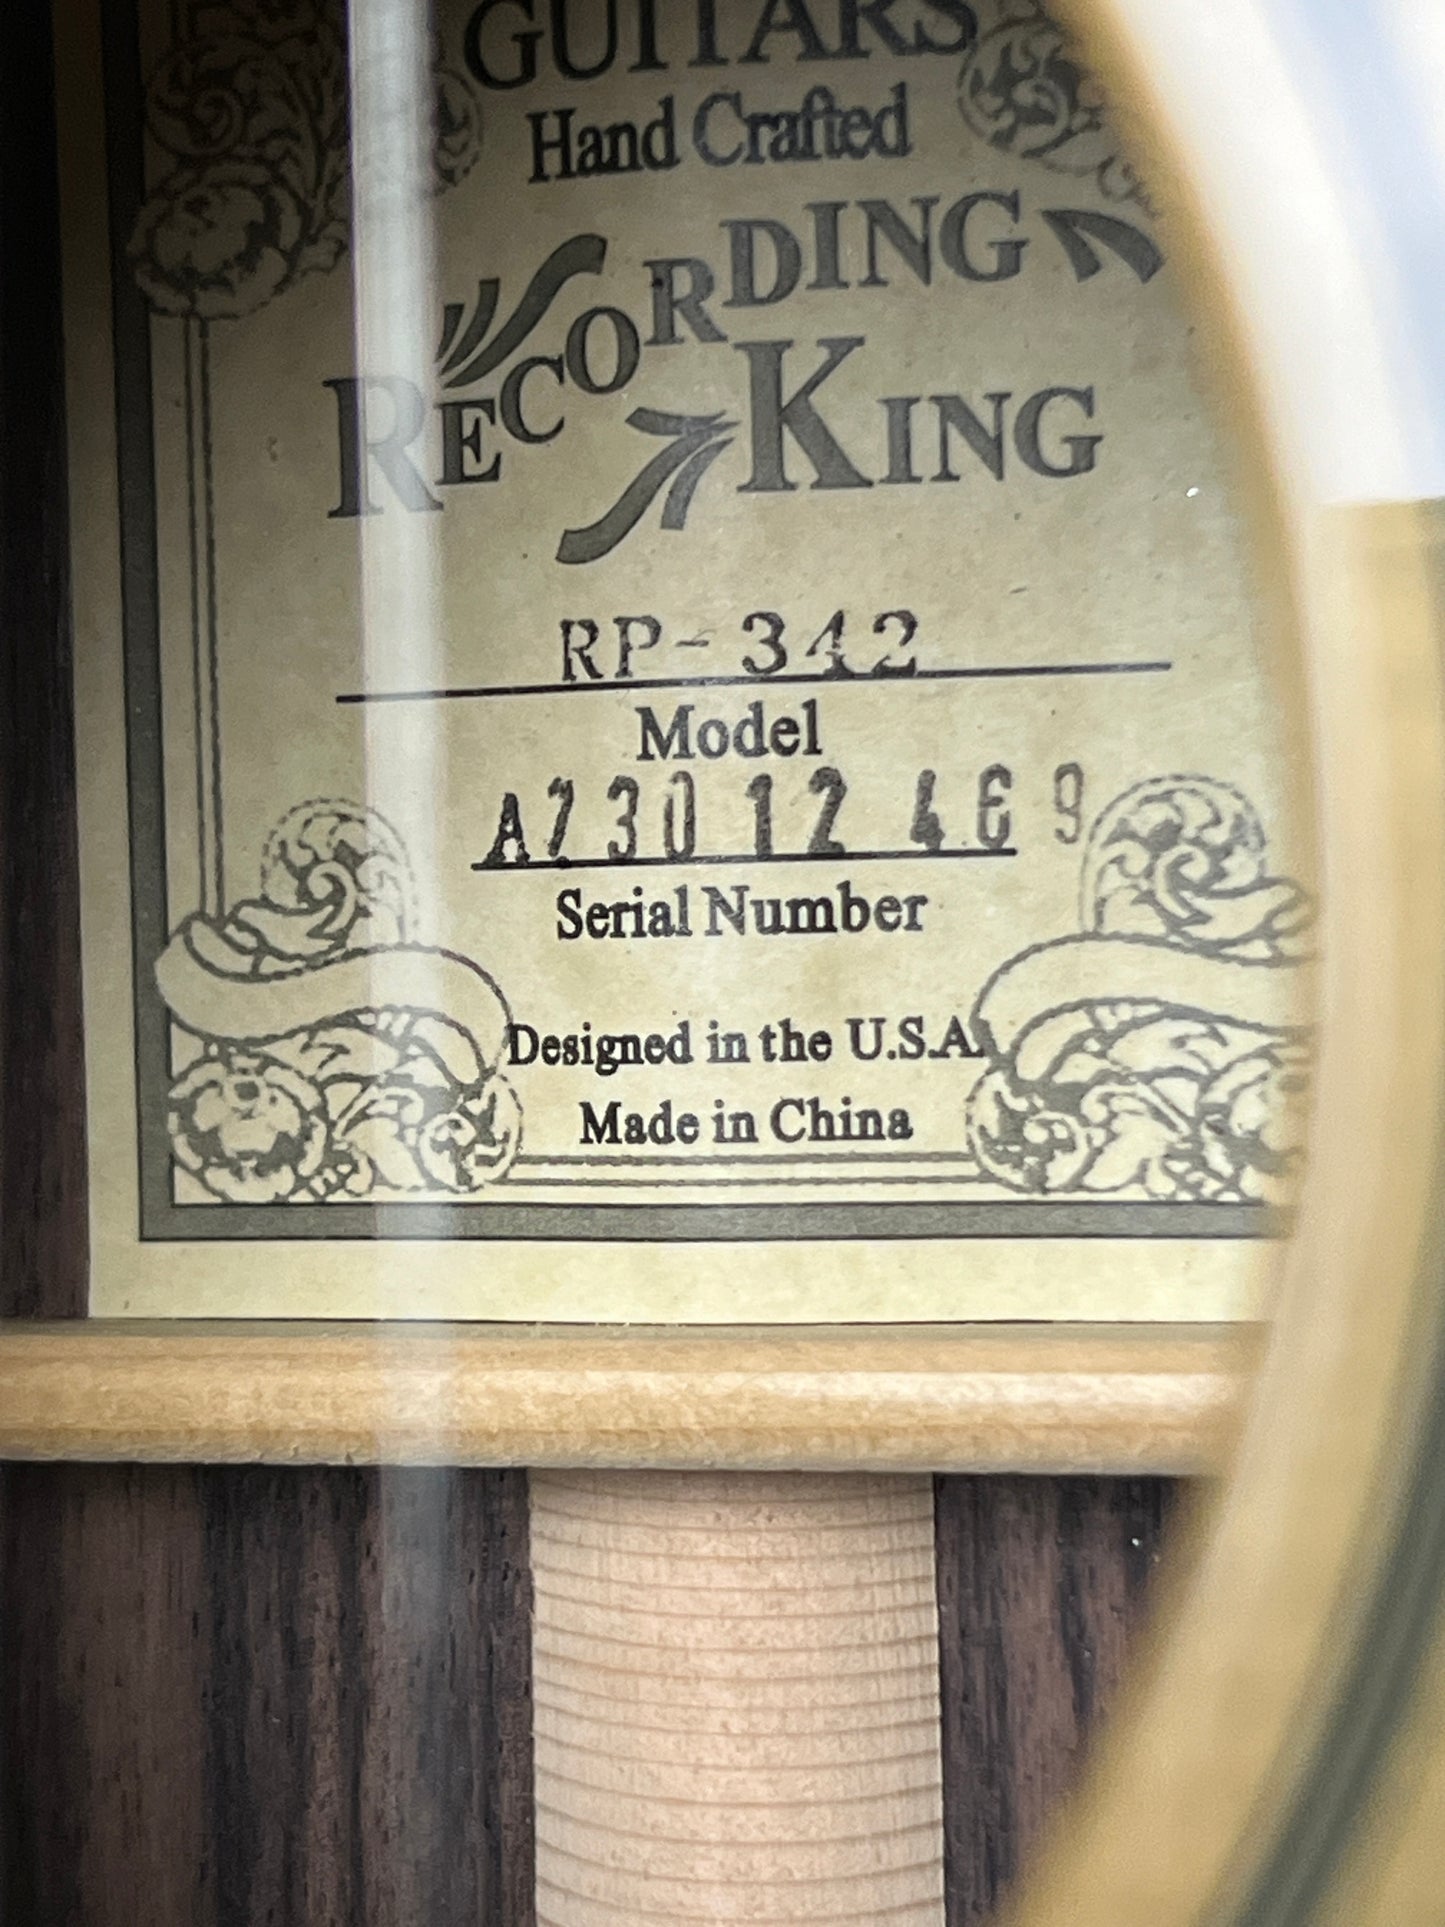 GUITARS
Hand Crafted
RECORDING
KING
RP-342
Model
A73012469
Serial Number
Designed in the U.S.A.
Made in China